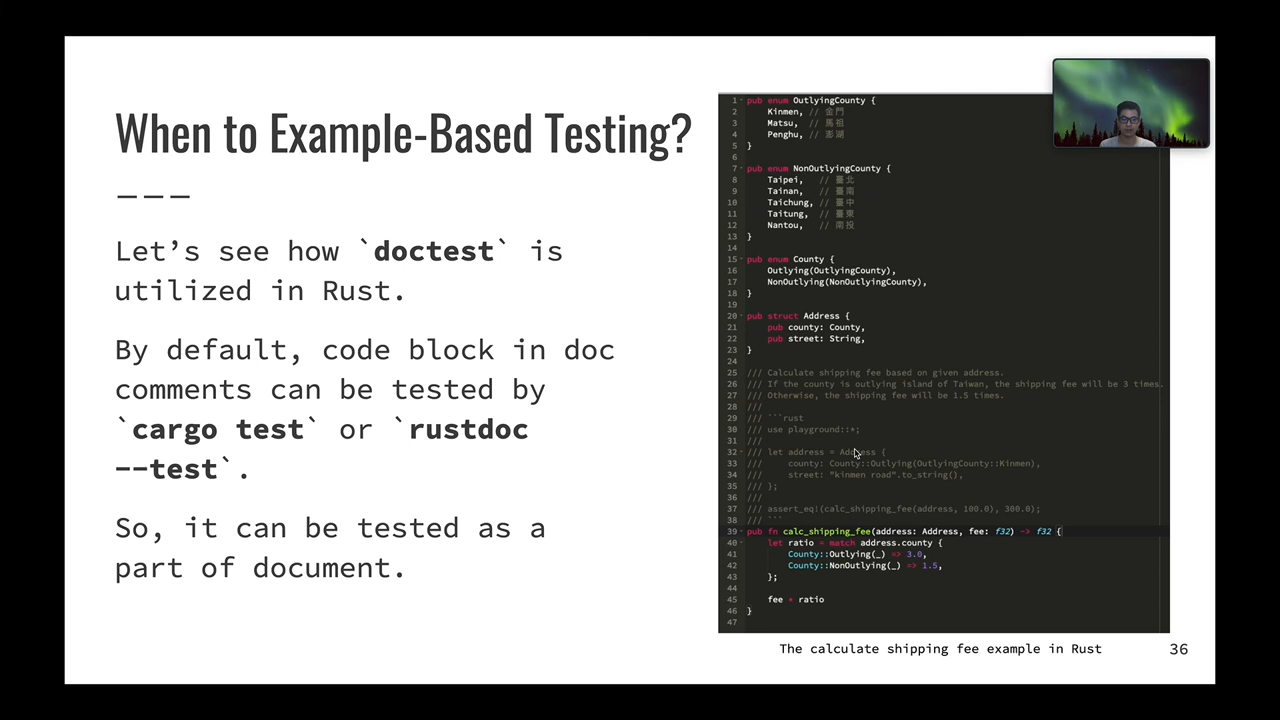 When to Example-Based Testing?
Let’s see how `doctest` is
utilized in Rust.
By default, code block in doc
comments can be tested by
`cargo test` or `rustdoc
--test`.
So, it can be tested as a
part of document.
1 pub enum OutlyingCounty {
2 Kinmen, // 金門
3 Matsu, // 馬祖
4 Penghu, // 澎湖
5 }
6
7 pub enum NonOutlyingCounty {
8 Taipei, // 臺北
9 Tainan, // 臺南
10 Taichung, // 臺中
11 Taitung, // 臺東
12 Nantou, // 南投
13 }
14
15 pub enum County {
16 Outlying(OutlyingCounty),
17 NonOutlying(NonOutlyingCounty),
18 }
19
20 pub struct Address {
21 pub county: County,
22 pub street: String,
23 }
24
25 /// Calculate shipping fee based on given address.
26 /// If the county is outlying island of Taiwan, the shipping fee will be 3 times.
27 /// Otherwise, the shipping fee will be 1.5 times.
28 ///
29 /// ```rust
30 /// use playground::*;
31 ///
32 /// let address = Address {
33 /// county: County::Outlying(OutlyingCounty::Kinmen),
34 /// street: "kinmen road".to_string(),
35 /// };
36 ///
37 /// assert_eq!(calc_shipping_fee(address, 100.0), 300.0);
38 /// ```
39 pub fn calc_shipping_fee(address: Address, fee: f32) -> f32 {
40 let ratio = match address.county {
41 County::Outlying(_) => 3.0,
42 County::NonOutlying(_) => 1.5,
43 };
44
45 fee * ratio
46 }
47
The calculate shipping fee example in Rust
36